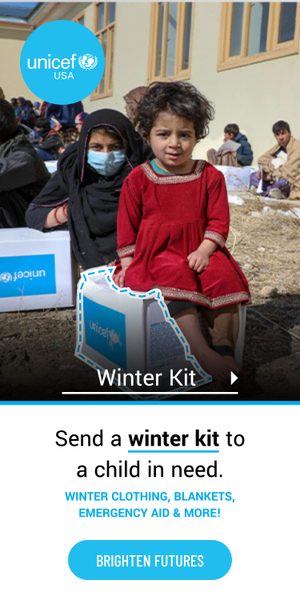 unicef
USA
unicef
unicef
Winter Kit
Send a winter kit to
a child in need.
WINTER CLOTHING, BLANKETS,
EMERGENCY AID & MORE!
BRIGHTEN FUTURES